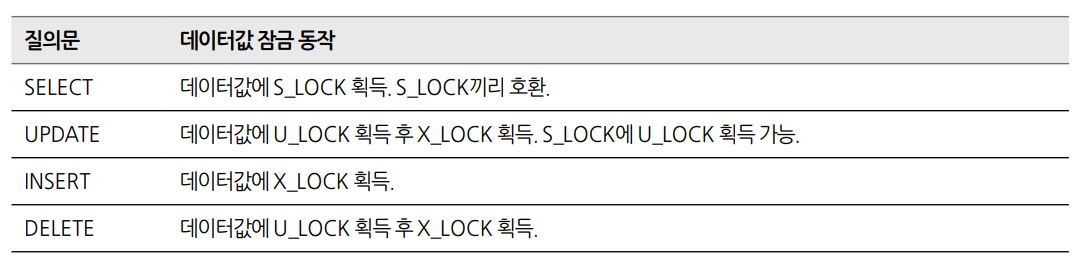 질의문 데이터값 잠금 동작
SELECT 데이터값에 S_LOCK 획득. S_LOCK끼리 호환.
UPDATE 데이터값에 U_LOCK 획득 후 X_LOCK 획득. S_LOCK에 U_LOCK 획득 가능.
INSERT 데이터값에 X_LOCK 획득.
DELETE 데이터값에 U_LOCK 획득 후 X_LOCK 획득.